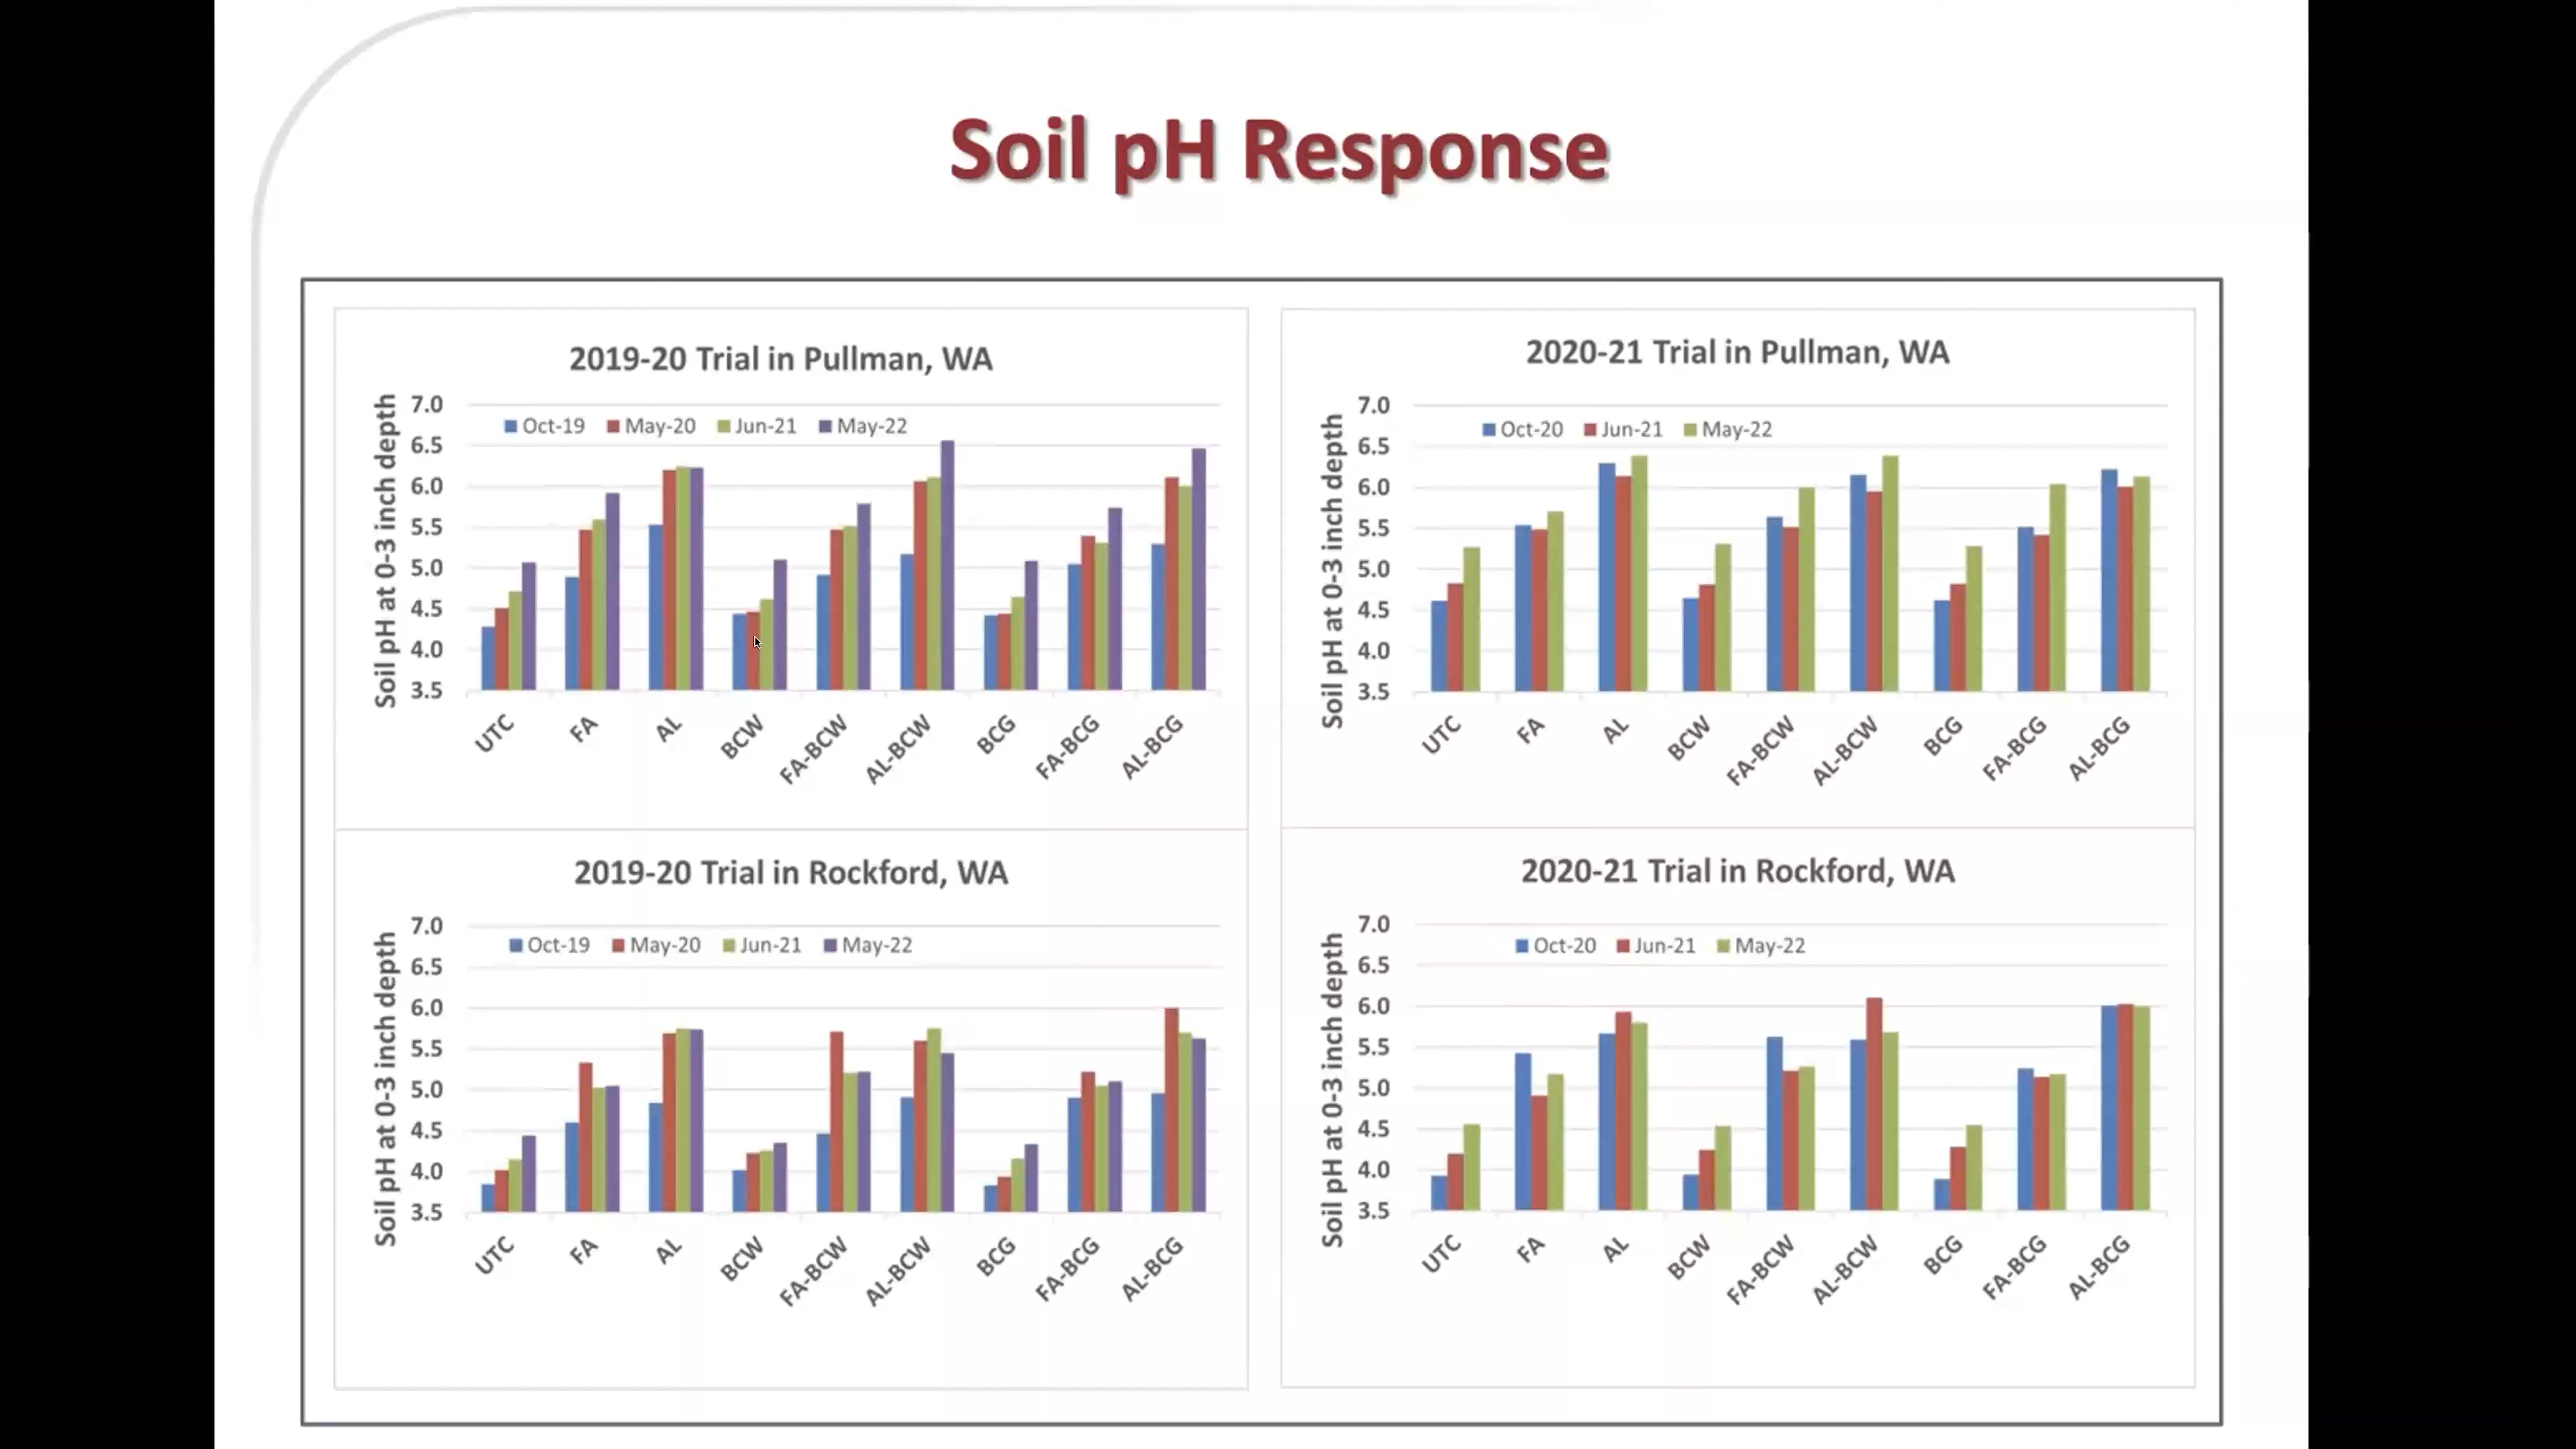 Soil pH Response
2019-20 Trial in Pullman, WA
Soil pH at 0-3 inch depth
7.0
6.5
6.0
5.5
5.0
4.5
4.0
3.5
Oct-19 May-20 Jun-21 May-22
UTC FA AL BCW FA-BCW AL-BCW BCG FA-BCG AL-BCG
2020-21 Trial in Pullman, WA
Soil pH at 0-3 inch depth
7.0
6.5
6.0
5.5
5.0
4.5
4.0
3.5
Oct-20 Jun-21 May-22
UTC FA AL BCW FA-BCW AL-BCW BCG FA-BCG AL-BCG
2019-20 Trial in Rockford, WA
Soil pH at 0-3 inch depth
7.0
6.5
6.0
5.5
5.0
4.5
4.0
3.5
Oct-19 May-20 Jun-21 May-22
UTC FA AL BCW FA-BCW AL-BCW BCG FA-BCG AL-BCG
2020-21 Trial in Rockford, WA
Soil pH at 0-3 inch depth
7.0
6.5
6.0
5.5
5.0
4.5
4.0
3.5
Oct-20 Jun-21 May-22
UTC FA AL BCW FA-BCW AL-BCW BCG FA-BCG AL-BCG